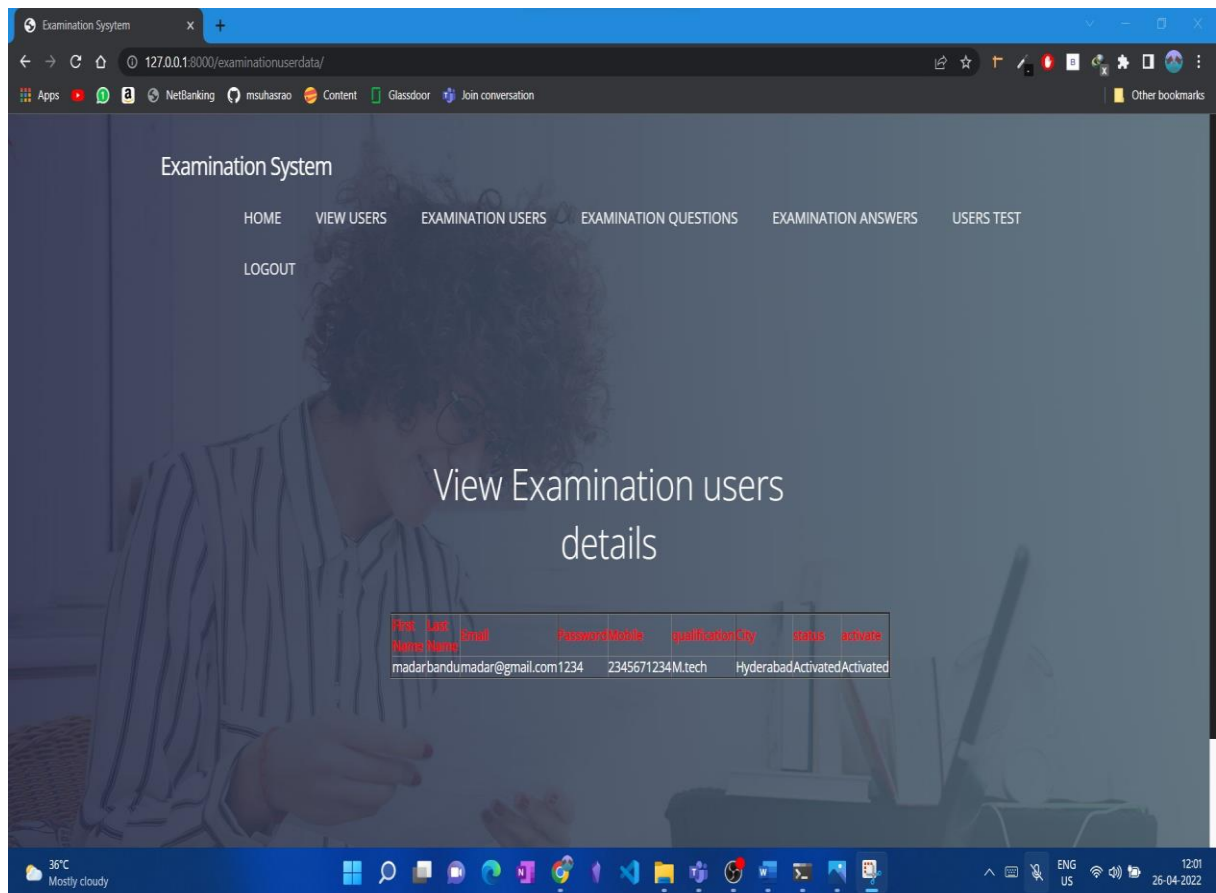 Examination Sysytem
127.0.0.1:8000/examinationuserdata/
Apps NetBanking msuhasrao Content Glassdoor Join conversation Other bookmarks
Examination System
HOME VIEW USERS EXAMINATION USERS EXAMINATION QUESTIONS EXAMINATION ANSWERS USERS TEST
LOGOUT
View Examination users
details
First Name Last Name Email Password Mobile qualification City status activate
madar bandu madar@gmail.com 1234 2345671234 M.tech Hyderabad Activated Activated
36°C
Mostly cloudy
ENG
US
12:01
26-04-2022